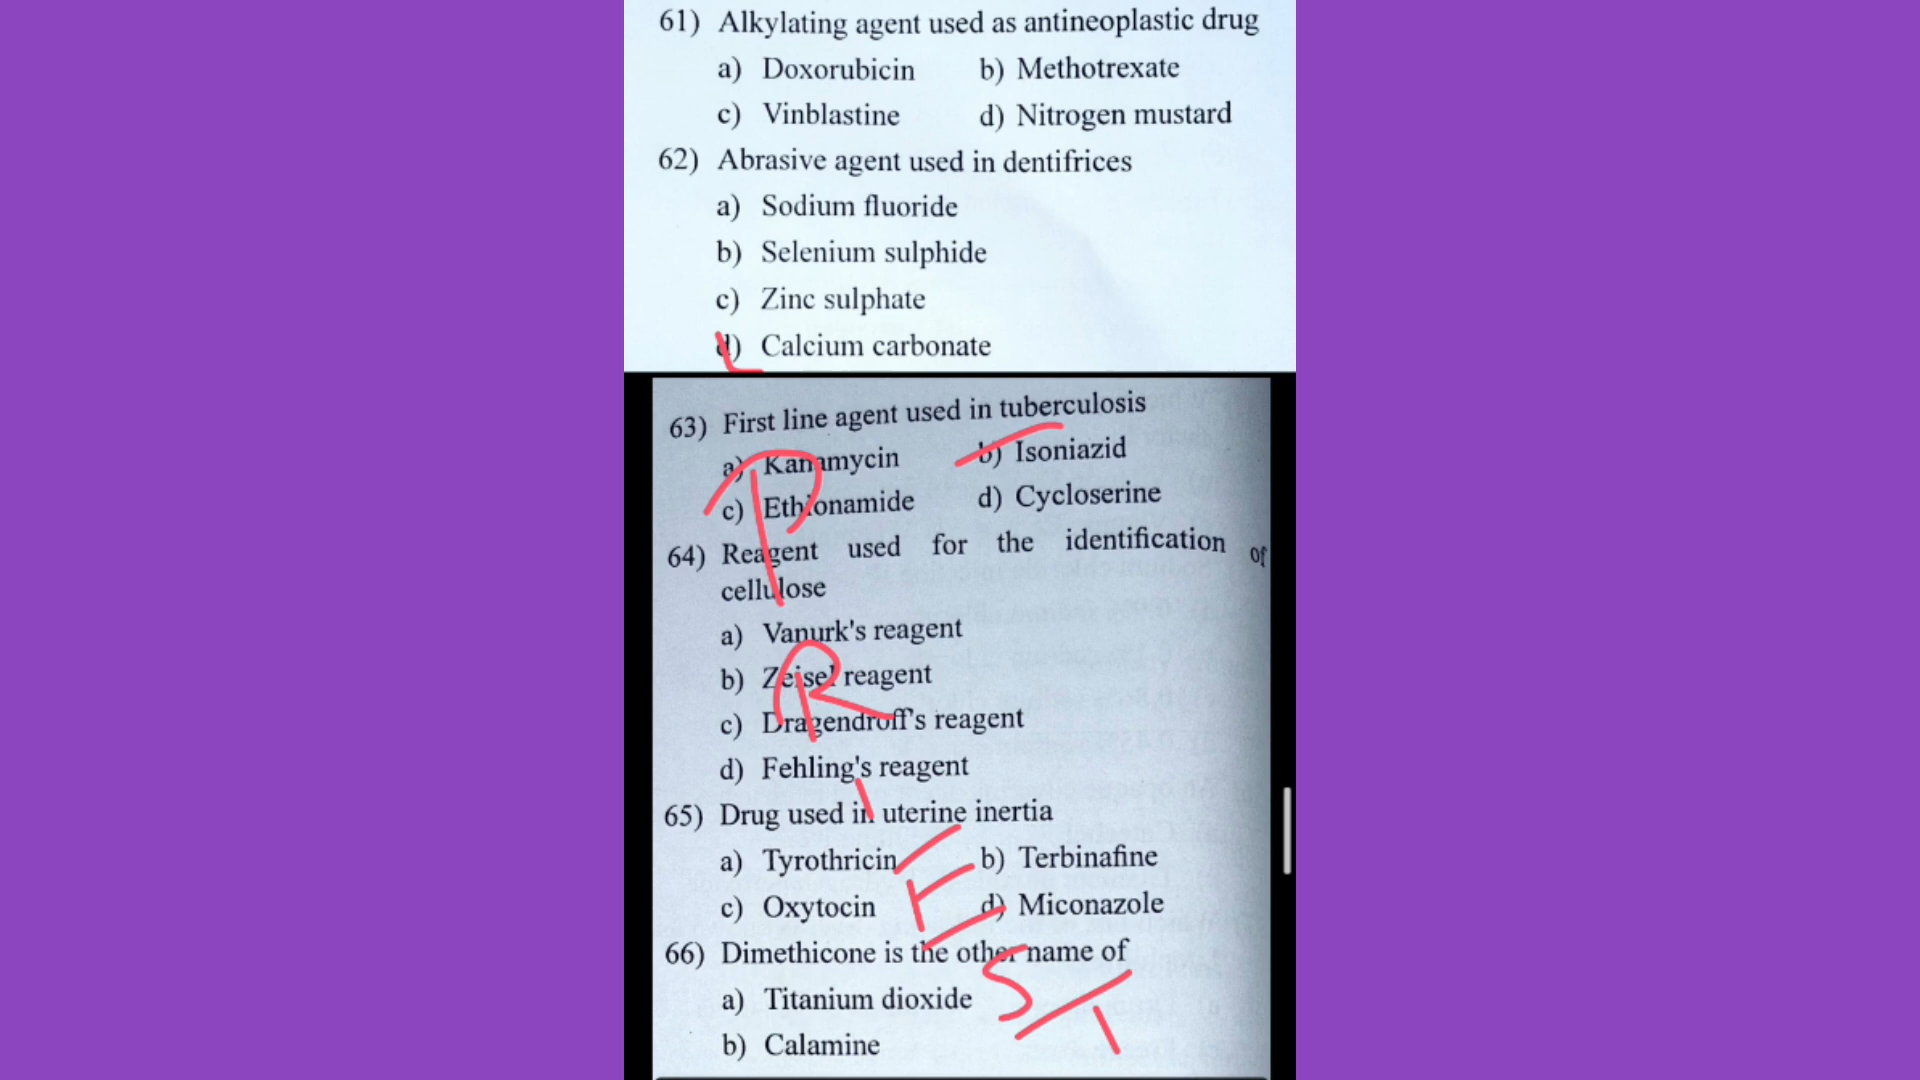 61) Alkylating agent used as antineoplastic drug
a) Doxorubicin b) Methotrexate
c) Vinblastine d) Nitrogen mustard
62) Abrasive agent used in dentifrices
a) Sodium fluoride
b) Selenium sulphide
c) Zinc sulphate
d) Calcium carbonate
63) First line agent used in tuberculosis
a) Kanamycin b) Isoniazid
c) Ethionamide d) Cycloserine
64) Reagent used for the identification of
cellulose
a) Vanurk's reagent
b) Zeisel reagent
c) Dragendroff's reagent
d) Fehling's reagent
65) Drug used in uterine inertia
a) Tyrothricin b) Terbinafine
c) Oxytocin d) Miconazole
66) Dimethicone is the other name of
a) Titanium dioxide
b) Calamine
PRIEST